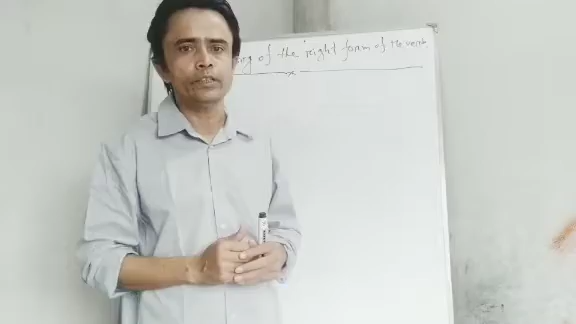 of the right form of the verb